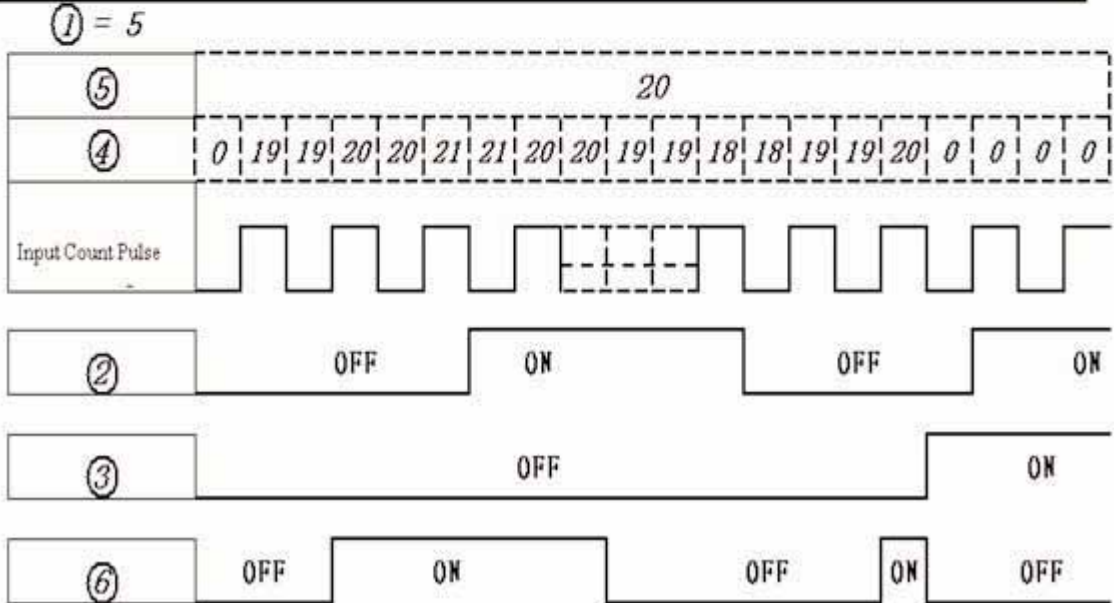 ① = 5
⑤ 20
④ 0 19 19 20 20 21 21 20 20 19 19 18 18 19 19 20 0 0 0 0
Input Count Pulse
② OFF ON OFF ON
③ OFF ON
⑥ OFF ON OFF ON OFF